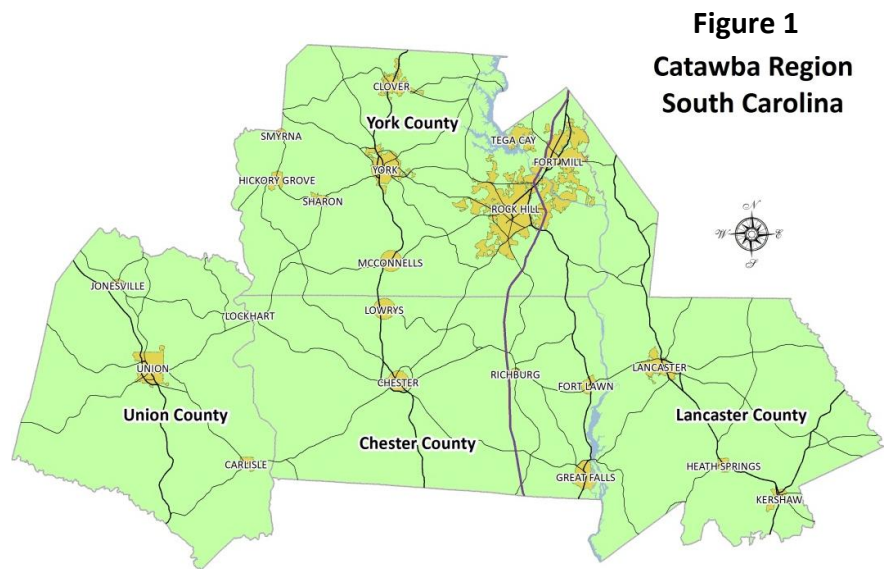 Figure 1
Catawba Region
South Carolina
CLOVER
York County
SMYRNA
TEGA CAY
FORT MILL
YORK
HICKORY GROVE
SHARON
ROCK HILL
N
W
E
S
MCCONNELLS
JONESVILLE
LOCKHART
LOWRYS
UNION
CHESTER
RICHBURG
FORT LAWN
LANCASTER
Union County
Chester County
Lancaster County
CARLISLE
GREAT FALLS
HEATH SPRINGS
KERSHAW